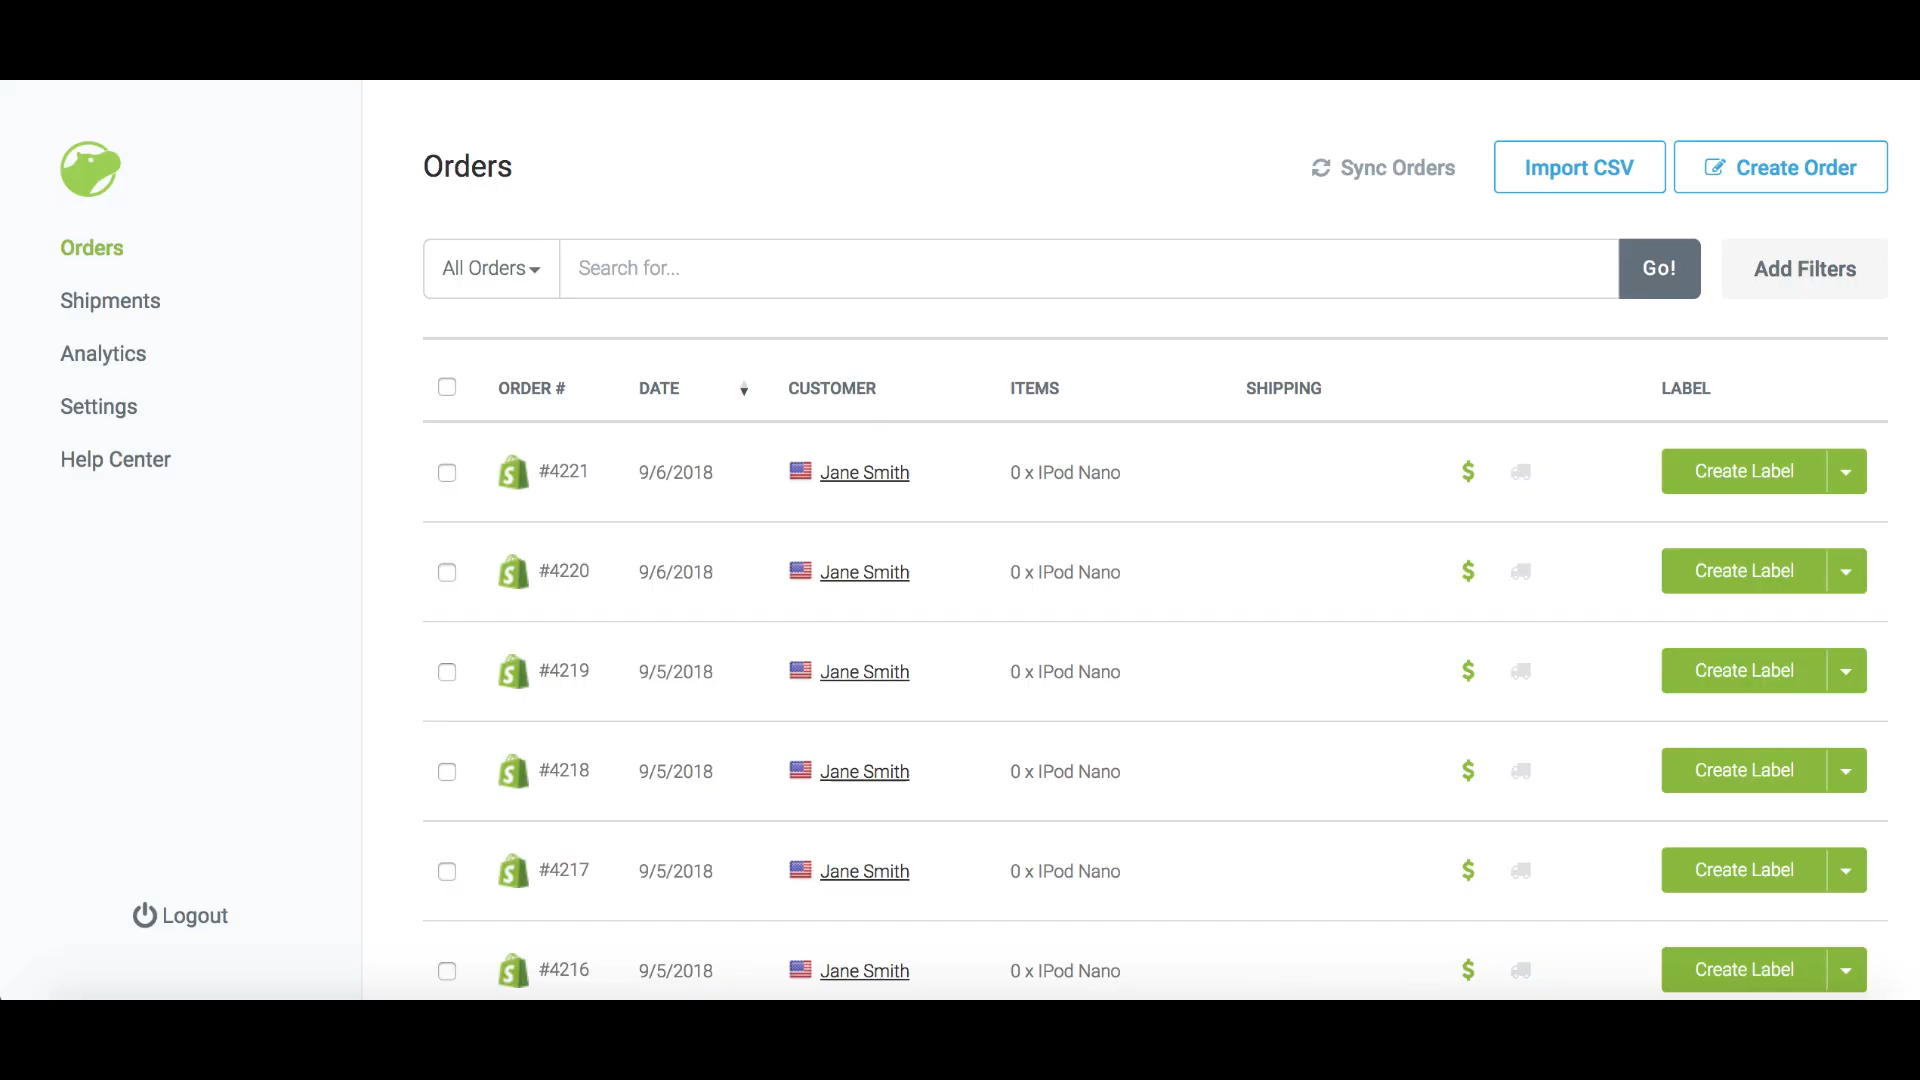 Orders
Sync Orders
Import CSV
Create Order
Orders
Shipments
Analytics
Settings
Help Center
Logout
All Orders
Search for...
Go!
Add Filters
ORDER # DATE CUSTOMER ITEMS SHIPPING LABEL
#4221 9/6/2018 Jane Smith 0 x IPod Nano $ Create Label
#4220 9/6/2018 Jane Smith 0 x IPod Nano $ Create Label
#4219 9/5/2018 Jane Smith 0 x IPod Nano $ Create Label
#4218 9/5/2018 Jane Smith 0 x IPod Nano $ Create Label
#4217 9/5/2018 Jane Smith 0 x IPod Nano $ Create Label
#4216 9/5/2018 Jane Smith 0 x IPod Nano $ Create Label